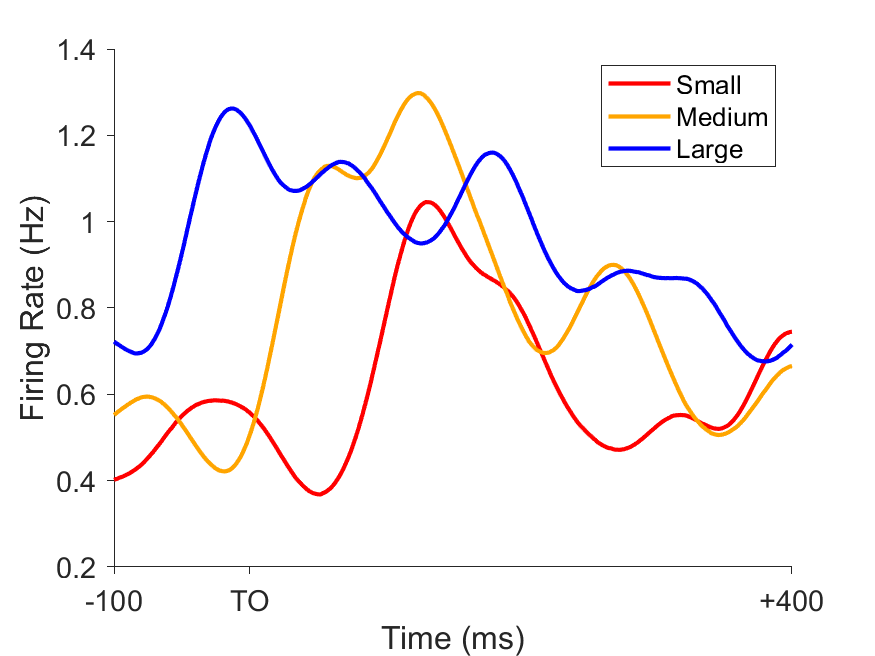 Firing Rate (Hz)
1.4
1.2
1
0.8
0.6
0.4
0.2
Small
Medium
Large
-100
TO
+400
Time (ms)